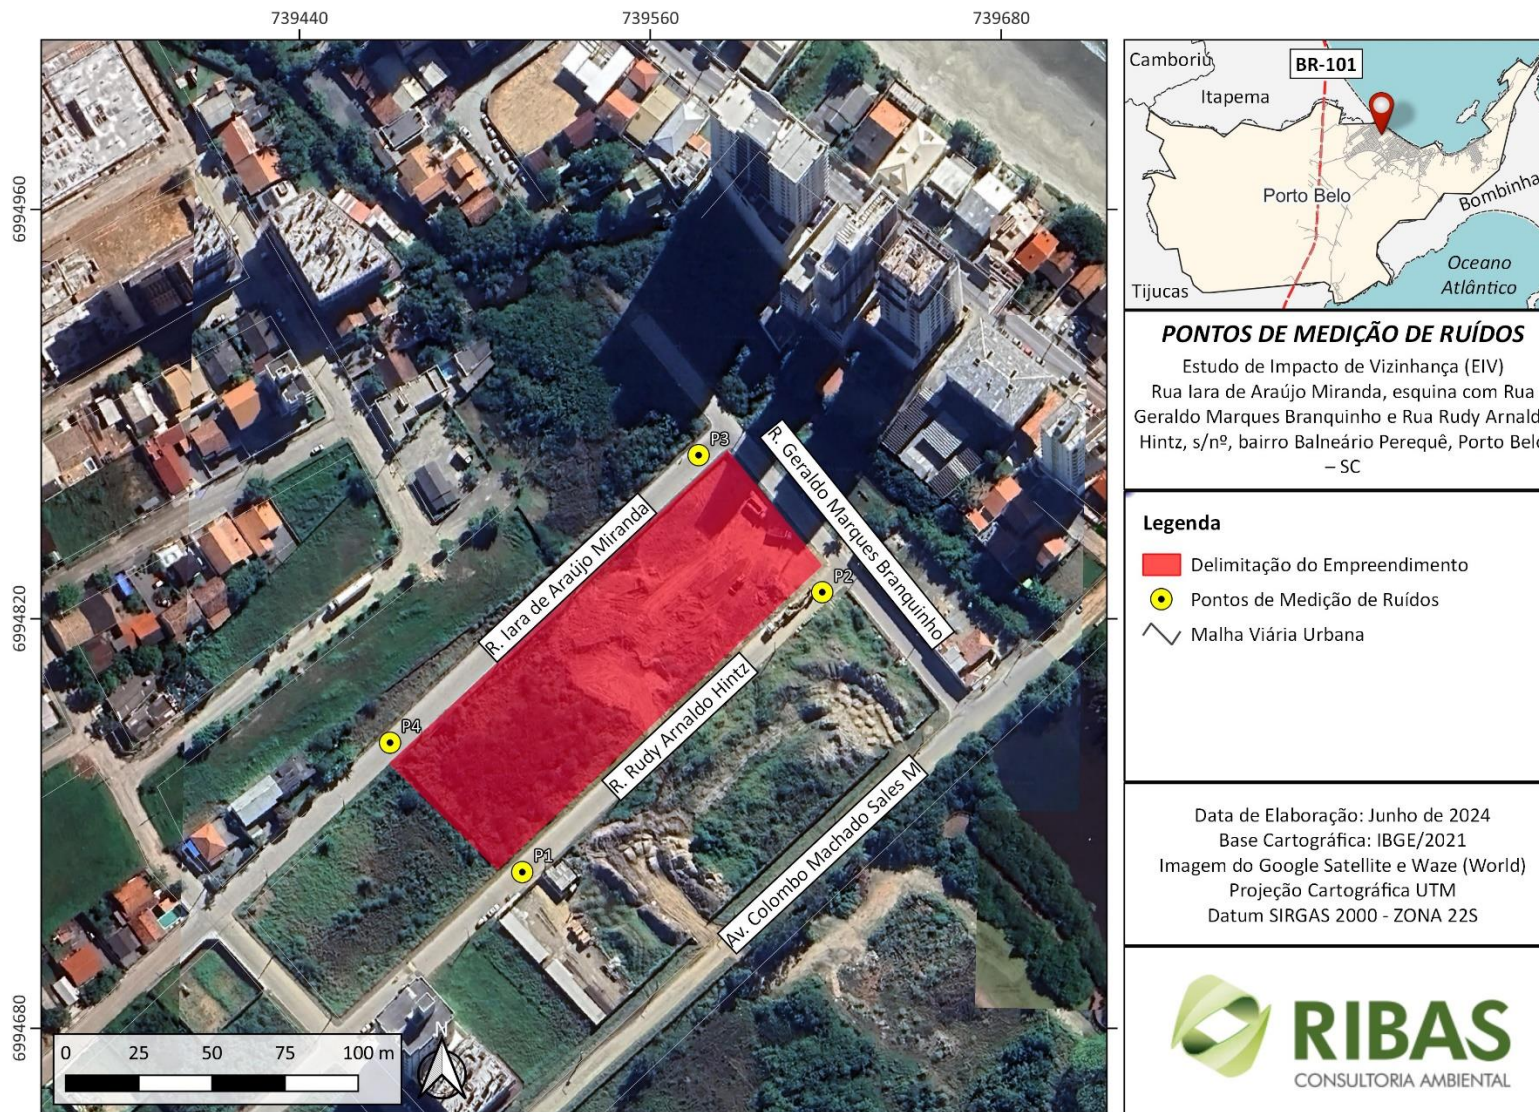 739440
739560
739680
6994960
6994820
6994680
P3
P2
P4
P1
R. Geraldo Marques Branquinho
R. Iara de Araújo Miranda
R. Rudy Arnaldo Hintz
Av. Colombo Machado Sales M
0 25 50 75 100 m
N
Camboriú
BR-101
Itapema
Porto Belo
Bombinha
Tijucas
Oceano
Atlântico
PONTOS DE MEDIÇÃO DE RUÍDOS
Estudo de Impacto de Vizinhança (EIV)
Rua Iara de Araújo Miranda, esquina com Rua
Geraldo Marques Branquinho e Rua Rudy Arnald
Hintz, s/nº, bairro Balneário Perequê, Porto Bel
– SC
Legenda
Delimitação do Empreendimento
Pontos de Medição de Ruídos
Malha Viária Urbana
Data de Elaboração: Junho de 2024
Base Cartográfica: IBGE/2021
Imagem do Google Satellite e Waze (World)
Projeção Cartográfica UTM
Datum SIRGAS 2000 - ZONA 22S
RIBAS
CONSULTORIA AMBIENTAL